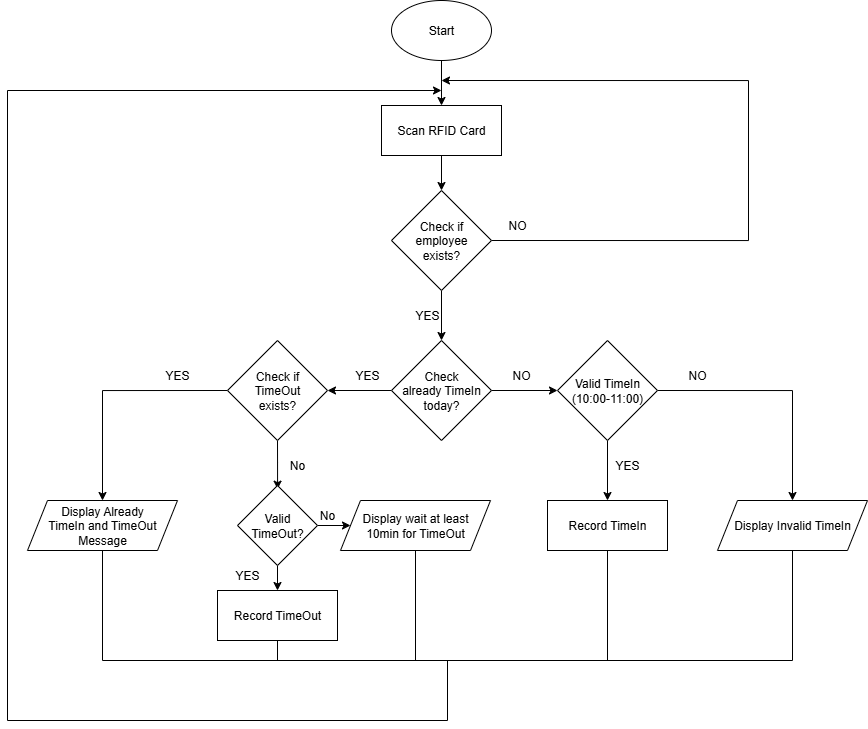 Start
Scan RFID Card
Check if
employee
exists?
NO
YES
Check
already TimeIn
today?
YES
NO
Check if
TimeOut
exists?
YES
No
Valid TimeIn
(10:00-11:00)
NO
YES
Display Already
TimeIn and TimeOut
Message
Valid
TimeOut?
No
YES
Display wait at least
10min for TimeOut
Record TimeIn
Display Invalid TimeIn
Record TimeOut